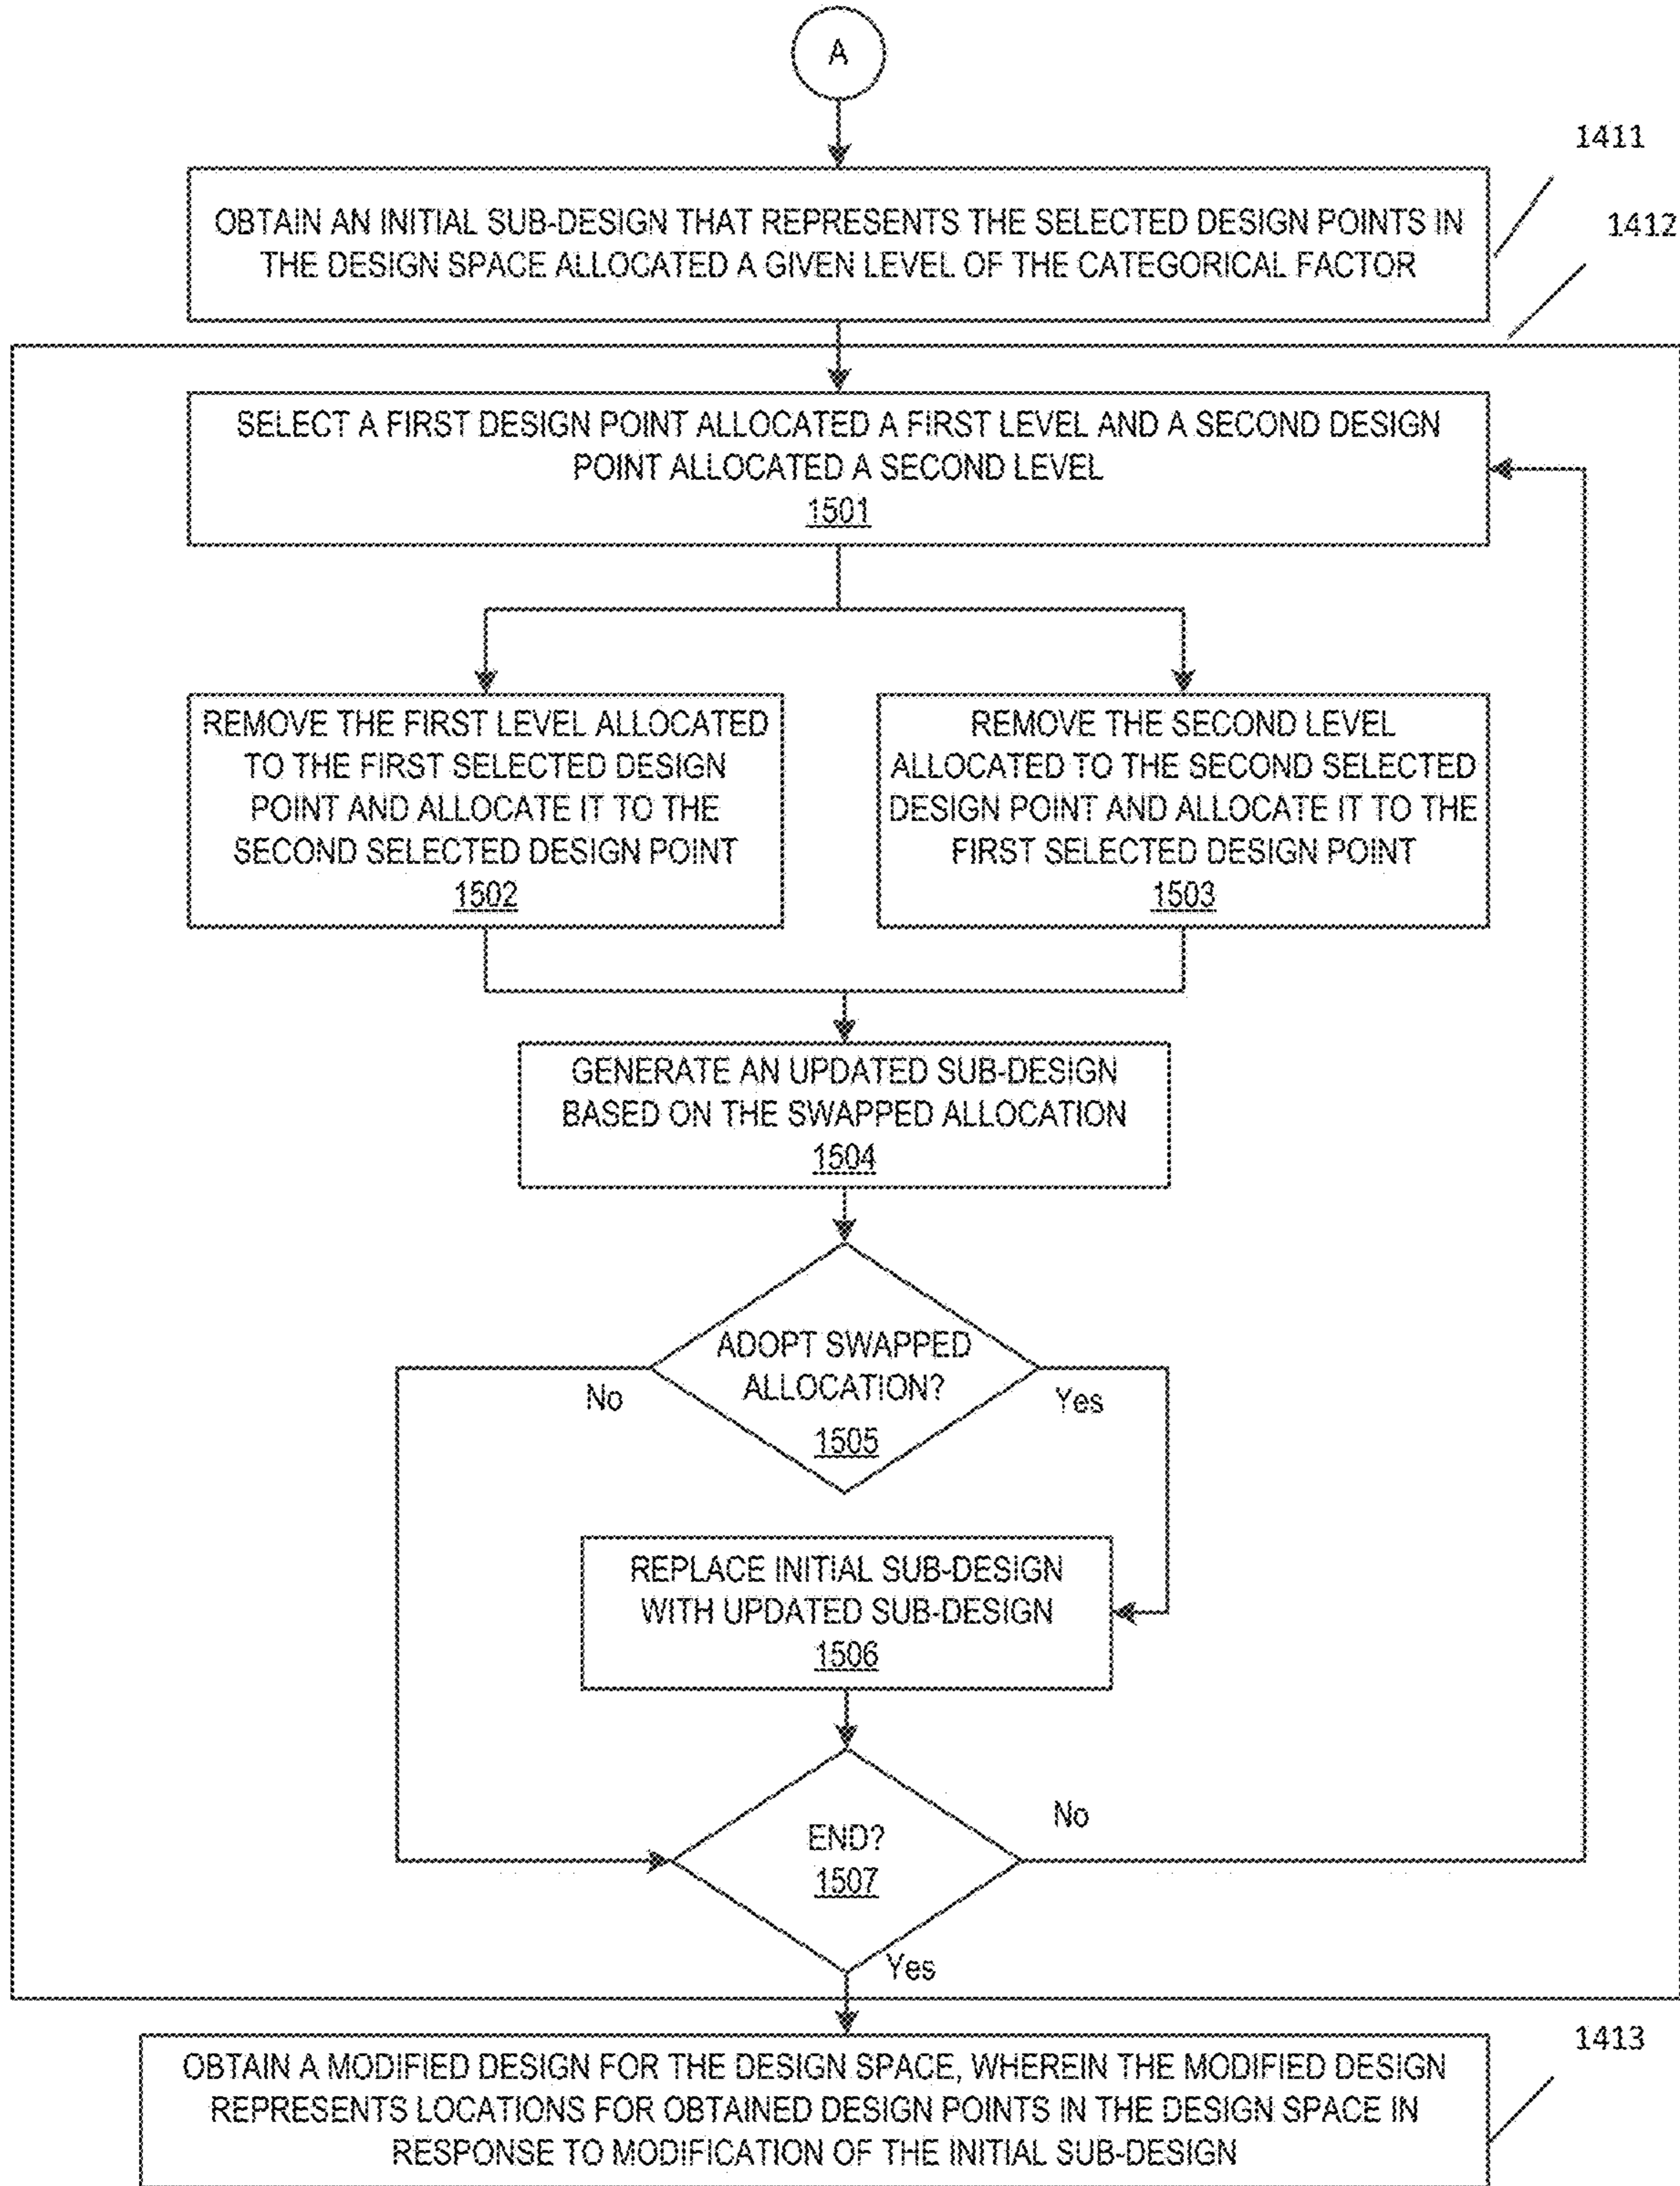 A
1411
OBTAIN AN INITIAL SUB-DESIGN THAT REPRESENTS THE SELECTED DESIGN POINTS IN
THE DESIGN SPACE ALLOCATED A GIVEN LEVEL OF THE CATEGORICAL FACTOR
1412
SELECT A FIRST DESIGN POINT ALLOCATED A FIRST LEVEL AND A SECOND DESIGN
POINT ALLOCATED A SECOND LEVEL
1501
REMOVE THE FIRST LEVEL ALLOCATED
TO THE FIRST SELECTED DESIGN
POINT AND ALLOCATE IT TO THE
SECOND SELECTED DESIGN POINT
1502
REMOVE THE SECOND LEVEL
ALLOCATED TO THE SECOND SELECTED
DESIGN POINT AND ALLOCATE IT TO THE
FIRST SELECTED DESIGN POINT
1503
GENERATE AN UPDATED SUB-DESIGN
BASED ON THE SWAPPED ALLOCATION
1504
ADOPT SWAPPED
ALLOCATION?
1505
No
Yes
REPLACE INITIAL SUB-DESIGN
WITH UPDATED SUB-DESIGN
1506
END?
1507
No
Yes
1413
OBTAIN A MODIFIED DESIGN FOR THE DESIGN SPACE, WHEREIN THE MODIFIED DESIGN
REPRESENTS LOCATIONS FOR OBTAINED DESIGN POINTS IN THE DESIGN SPACE IN
RESPONSE TO MODIFICATION OF THE INITIAL SUB-DESIGN